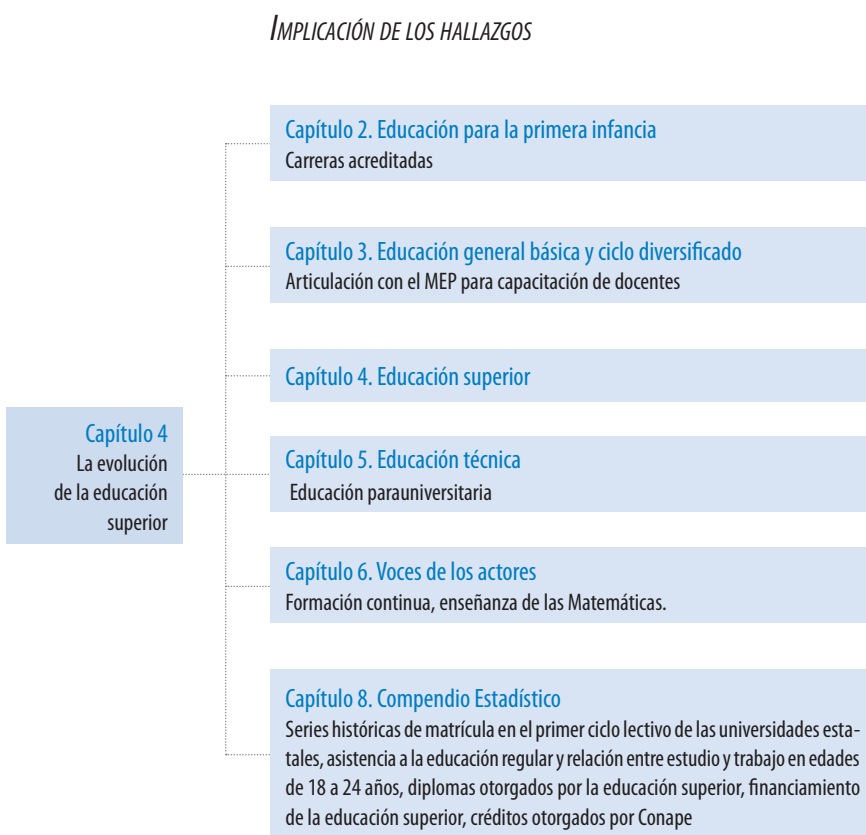 IMPLICACIÓN DE LOS HALLAZGOS
Capítulo 2. Educación para la primera infancia
Carreras acreditadas
Capítulo 3. Educación general básica y ciclo diversificado
Articulación con el MEP para capacitación de docentes
Capítulo 4. Educación superior
Capítulo 4
La evolución
de la educación
superior
Capítulo 5. Educación técnica
Educación parauniversitaria
Capítulo 6. Voces de los actores
Formación continua, enseñanza de las Matemáticas.
Capítulo 8. Compendio Estadístico
Series históricas de matrícula en el primer ciclo lectivo de las universidades esta-
tales, asistencia a la educación regular y relación entre estudio y trabajo en edades
de 18 a 24 años, diplomas otorgados por la educación superior, financiamiento
de la educación superior, créditos otorgados por Conape